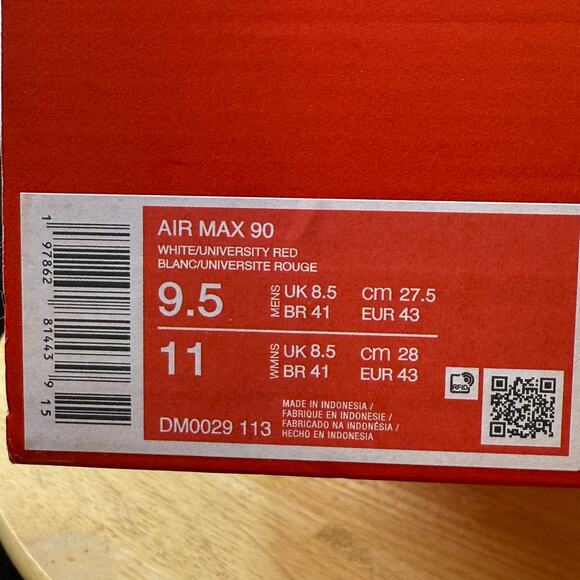 AIR MAX 90
WHITE/UNIVERSITY RED
BLANC/UNIVERSITE ROUGE
9.5 MENS UK 8.5 cm 27.5
BR 41 EUR 43
11 WMNS UK 8.5 cm 28
BR 41 EUR 43
DM0029 113
MADE IN INDONESIA /
FABRIQUE EN INDONESIE /
FABRICADO NA INDONÉSIA /
HECHO EN INDONESIA
RFID
1 97862 81443 9 15